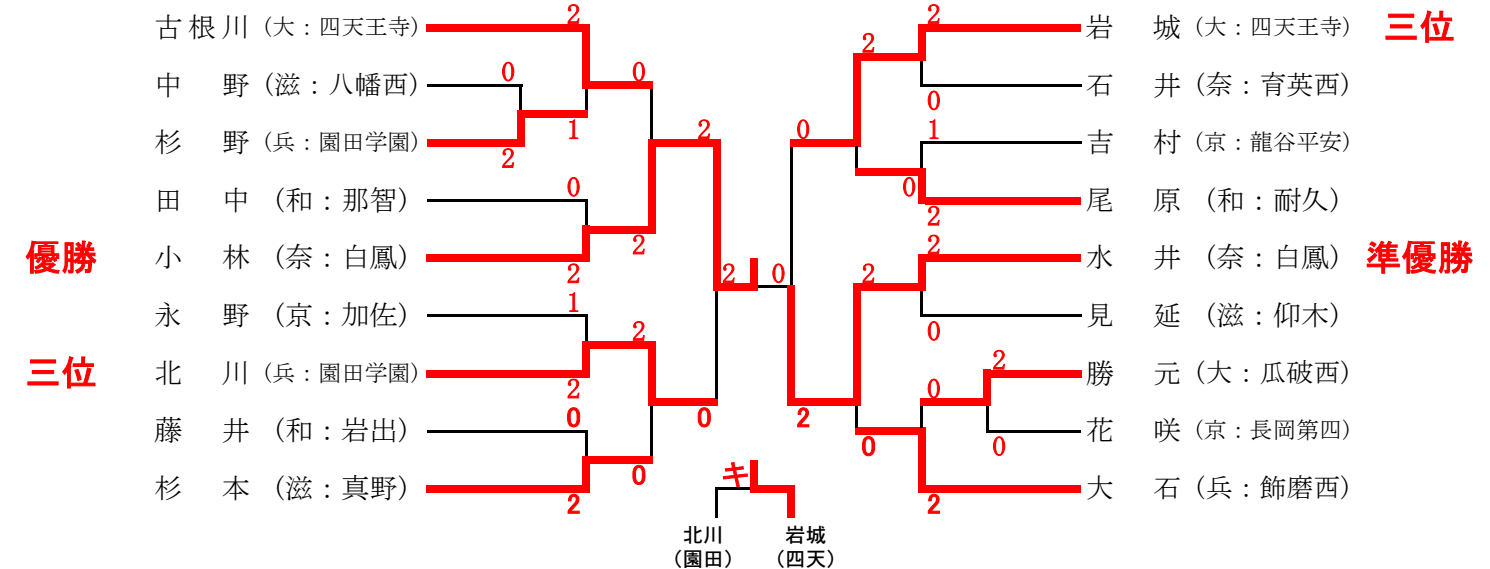 古根川 (大:四天王寺)
中 野 (滋:八幡西)
杉 野 (兵:園田学園)
田 中 (和:那智)
優勝 小 林 (奈:白鳳)
永 野 (京:加佐)
三位 北 川 (兵:園田学園)
藤 井 (和:岩出)
杉 本 (滋:真野)
2
0
2
1
0
0
2
2
1
2
2
0
2
0
0
2
2
0
岩 城 (大:四天王寺) 三位
石 井 (奈:育英西)
吉 村 (京:龍谷平安)
尾 原 (和:耐久)
水 井 (奈:白鳳) 準優勝
見 延 (滋:仰木)
勝 元 (大:瓜破西)
花 咲 (京:長岡第四)
大 石 (兵:飾磨西)
2
0
2
1
2
0
0
2
0
2
2
0
2
0
0
2
2
0
キ
北川
(園田)
岩城
(四天)